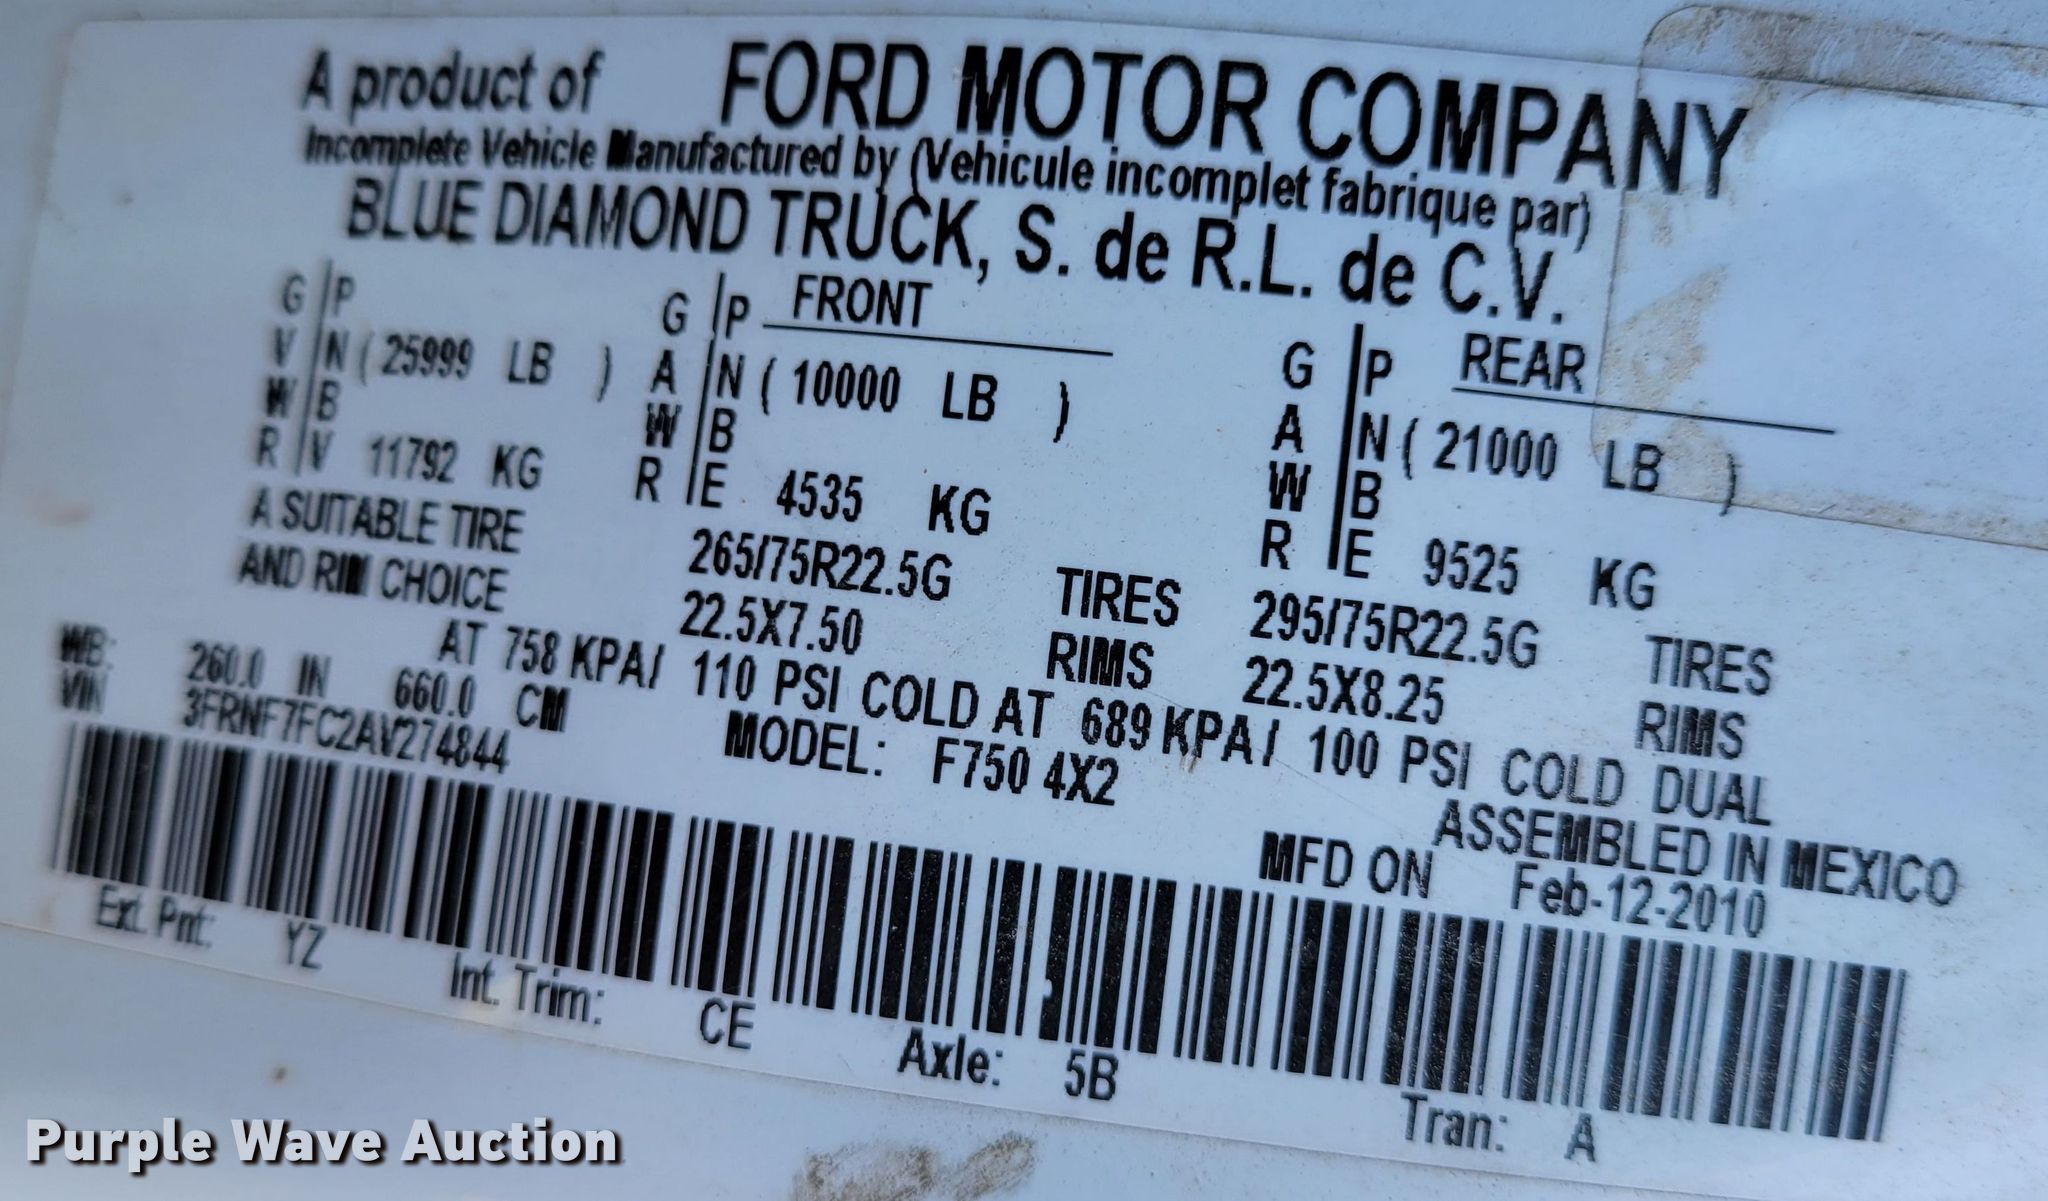 A product of FORD MOTOR COMPANY
Incomplete Vehicle Manufactured by (Vehicule incomplet fabrique par)
BLUE DIAMOND TRUCK, S. de R.L. de C.V.
G P G P FRONT G P REAR
V N ( 25999 LB ) A N ( 10000 LB ) A N ( 21000 LB )
W B W B W B
R V 11792 KG R E 4535 KG R E 9525 KG
A SUITABLE TIRE 265/75R22.5G TIRES 295/75R22.5G TIRES
AND RIM CHOICE 22.5X7.50 RIMS 22.5X8.25 RIMS
AT 758 KPA/ 110 PSI COLD AT 689 KPA/ 100 PSI COLD DUAL
WB: 260.0 IN 660.0 CM MODEL: F750 4X2 ASSEMBLED IN MEXICO
VIN 3FRNF7FC2AV274844 MFD ON Feb-12-2010
Ext. Pnt: YZ Int. Trim: CE Axle: 5B Tran: A
Purple Wave Auction